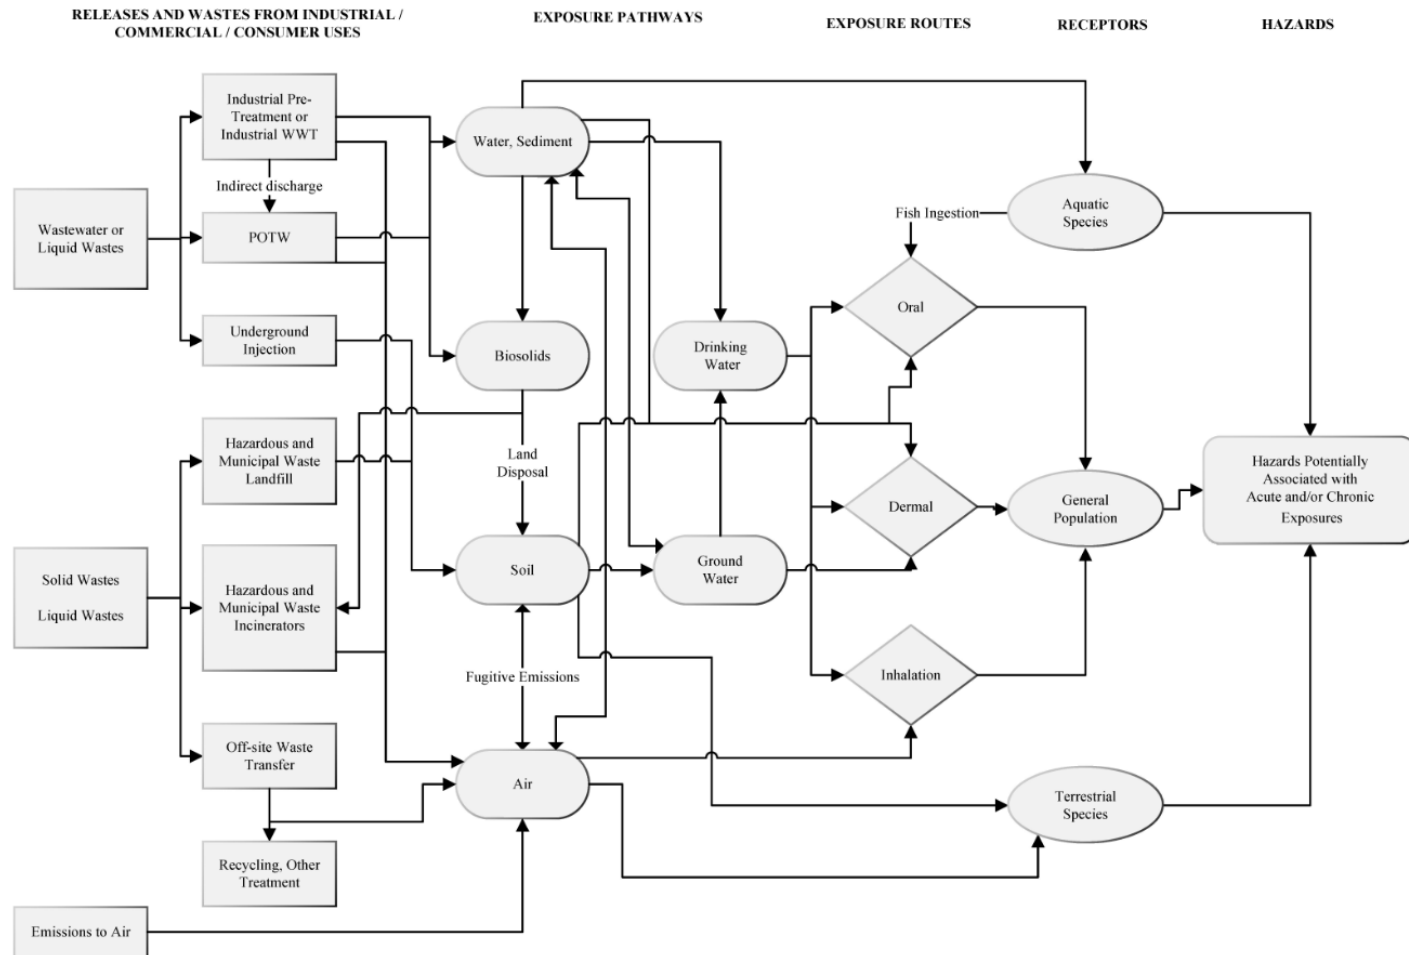 RELEASES AND WASTES FROM INDUSTRIAL /
COMMERCIAL / CONSUMER USES
EXPOSURE PATHWAYS
EXPOSURE ROUTES
RECEPTORS
HAZARDS
Industrial Pre-
Treatment or
Industrial WWT
Indirect discharge
Wastewater or
Liquid Wastes
POTW
Underground
Injection
Hazardous and
Municipal Waste
Landfill
Solid Wastes
Liquid Wastes
Hazardous and
Municipal Waste
Incinerators
Off-site Waste
Transfer
Recycling, Other
Treatment
Emissions to Air
Water, Sediment
Biosolids
Land
Disposal
Soil
Fugitive Emissions
Air
Drinking
Water
Ground
Water
Fish Ingestion
Oral
Dermal
Inhalation
Aquatic
Species
General
Population
Terrestrial
Species
Hazards Potentially
Associated with
Acute and/or Chronic
Exposures